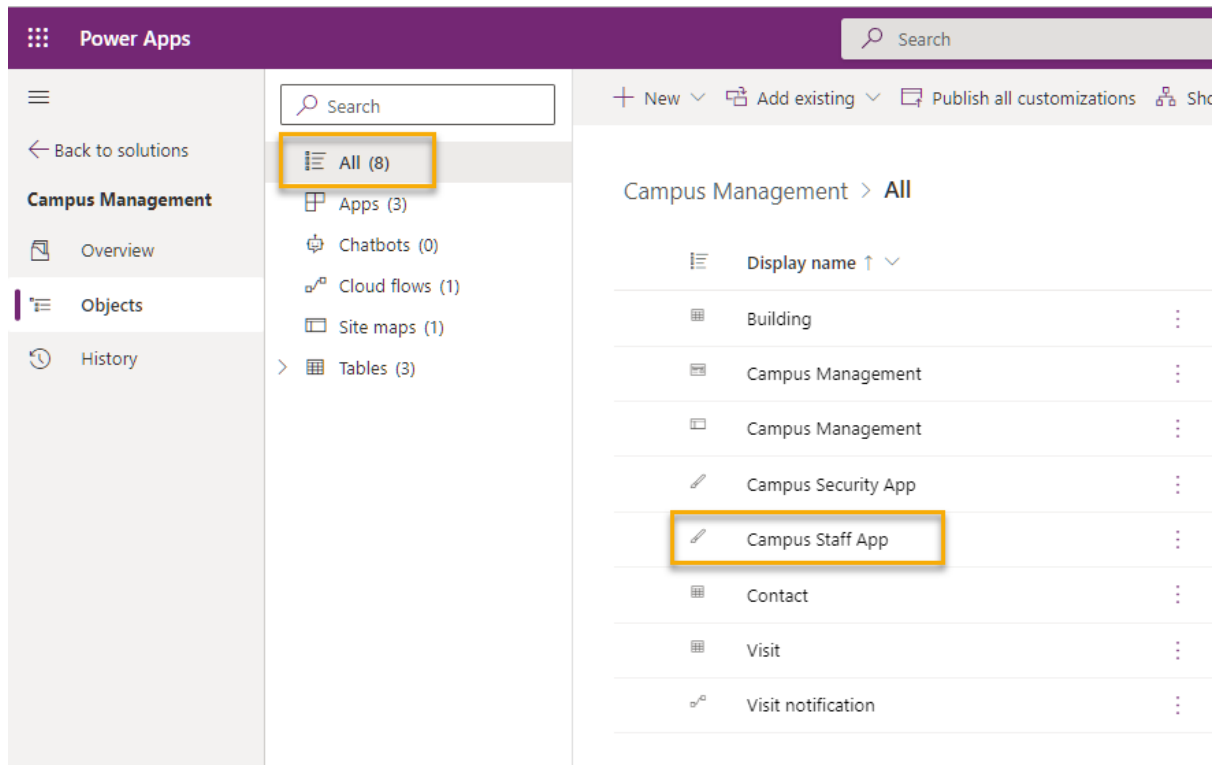 Power Apps
Search
Back to solutions
Campus Management
Overview
Objects
History
Search
All (8)
Apps (3)
Chatbots (0)
Cloud flows (1)
Site maps (1)
Tables (3)
New
Add existing
Publish all customizations
Sho
Campus Management > All
Display name ↑
Building
Campus Management
Campus Management
Campus Security App
Campus Staff App
Contact
Visit
Visit notification